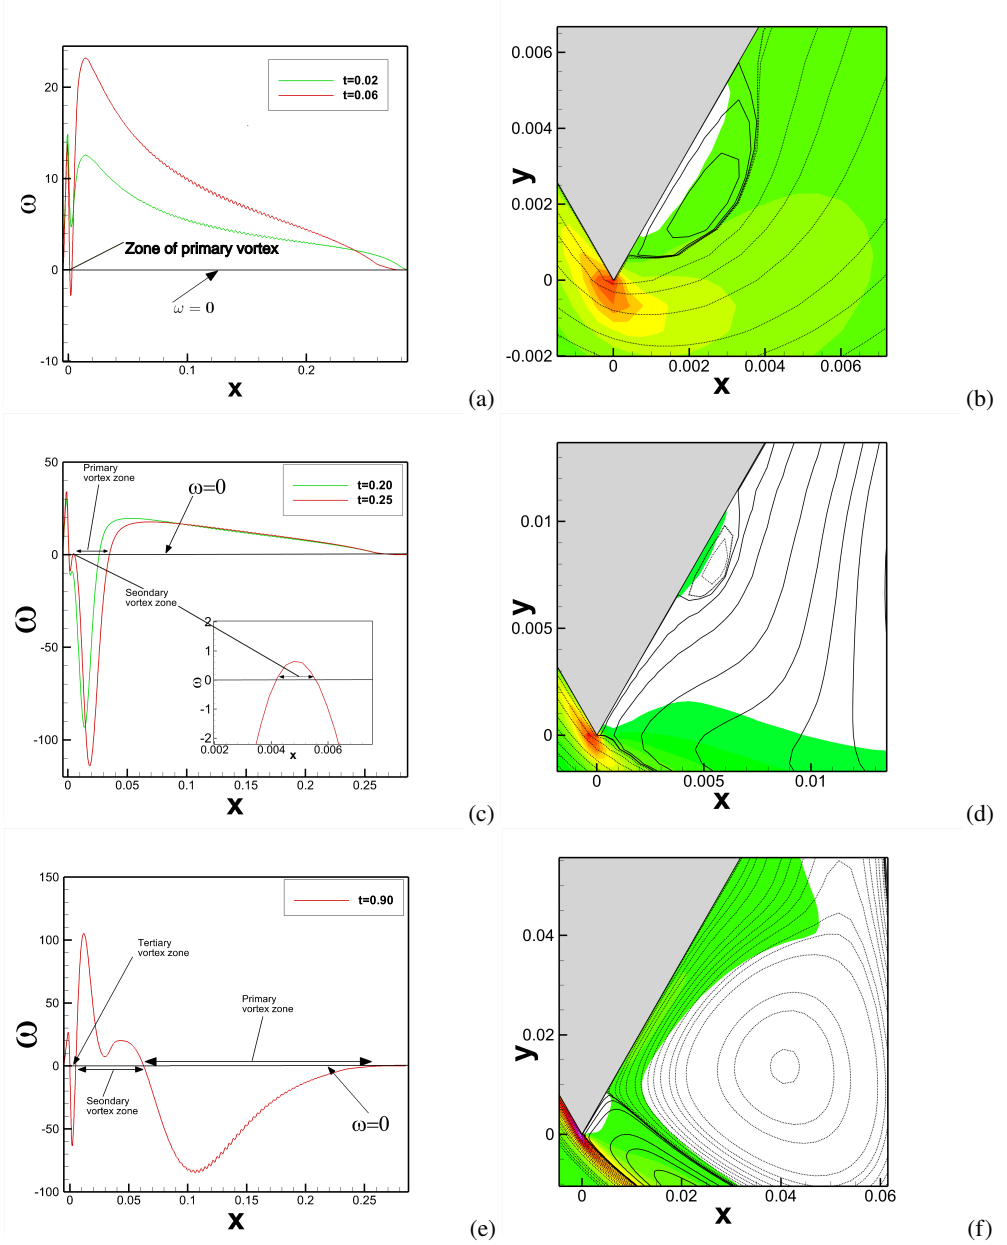 t=0.02
t=0.06
20
10
0
-10
ω
Zone of primary vortex
ω = 0
0
0.1
0.2
x
(a)
0.006
0.004
0.002
0
-0.002
y
0
0.002
0.004
0.006
x
(b)
50
0
-50
-100
ω
Primary
vortex zone
ω=0
t=0.20
t=0.25
Seondary
vortex zone
2
1
0
-1
-2
ω
0.002
0.004
0.006
x
0
0.05
0.1
0.15
0.2
0.25
x
(c)
0.01
0.005
0
y
0
0.005
0.01
x
(d)
150
100
50
0
-50
-100
ω
t=0.90
Tertiary
vortex zone
Primary
vortex zone
Seondary
vortex zone
ω=0
0
0.05
0.1
0.15
0.2
0.25
x
(e)
0.04
0.02
0
y
0
0.02
0.04
0.06
x
(f)